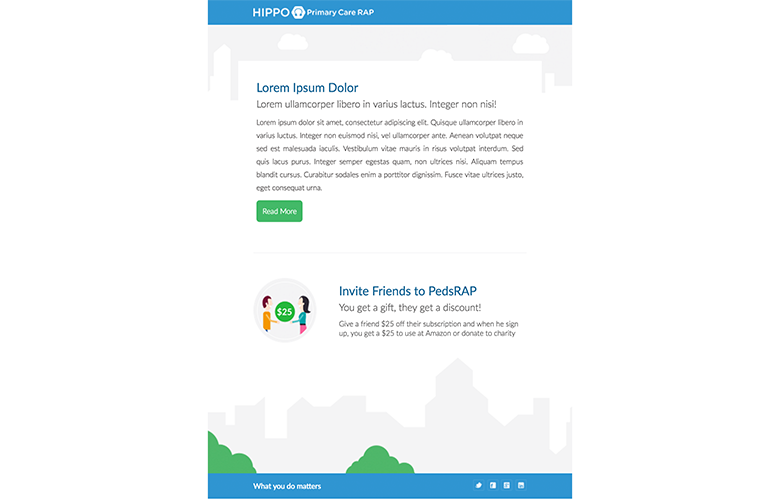 HIPPO Primary Care RAP
Lorem Ipsum Dolor
Lorem ullamcorper libero in varius lactus. Integer non nisi!
Lorem ipsum dolor sit amet, consectetur adipiscing elit. Quisque ullamcorper libero in
varius luctus. Integer non euismod nisi, vel ullamcorper ante. Aenean volutpat neque
sed est malesuada iaculis. Vestibulum vitae mauris in risus volutpat interdum. Sed
quis lacus purus. Integer semper egestas quam, non ultrices nisi. Aliquam tempus
blandit cursus. Curabitur sodales enim a porttitor dignissim. Fusce vitae ultrices justo,
eget consequat urna.
Read More
$25
Invite Friends to PedsRAP
You get a gift, they get a discount!
Give a friend $25 off their subscription and when he sign
up, you get a $25 to use at Amazon or donate to charity
What you do matters